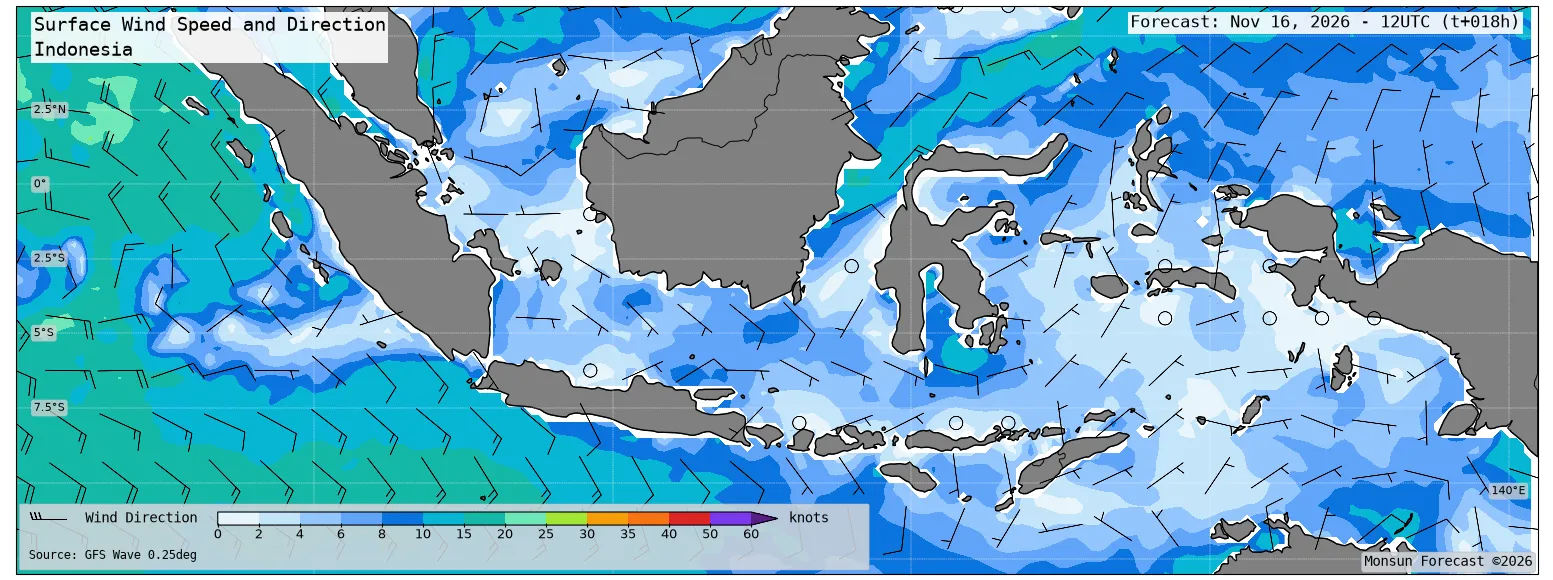 Surface Wind Speed and Direction
Indonesia
Forecast: Nov 16, 2026 - 12UTC (t+018h)
2.5°N
0°
2.5°S
5°S
7.5°S
140°E
Wind Direction
0 2 4 6 8 10 15 20 25 30 35 40 50 60 knots
Source: GFS Wave 0.25deg
Monsun Forecast ©2026